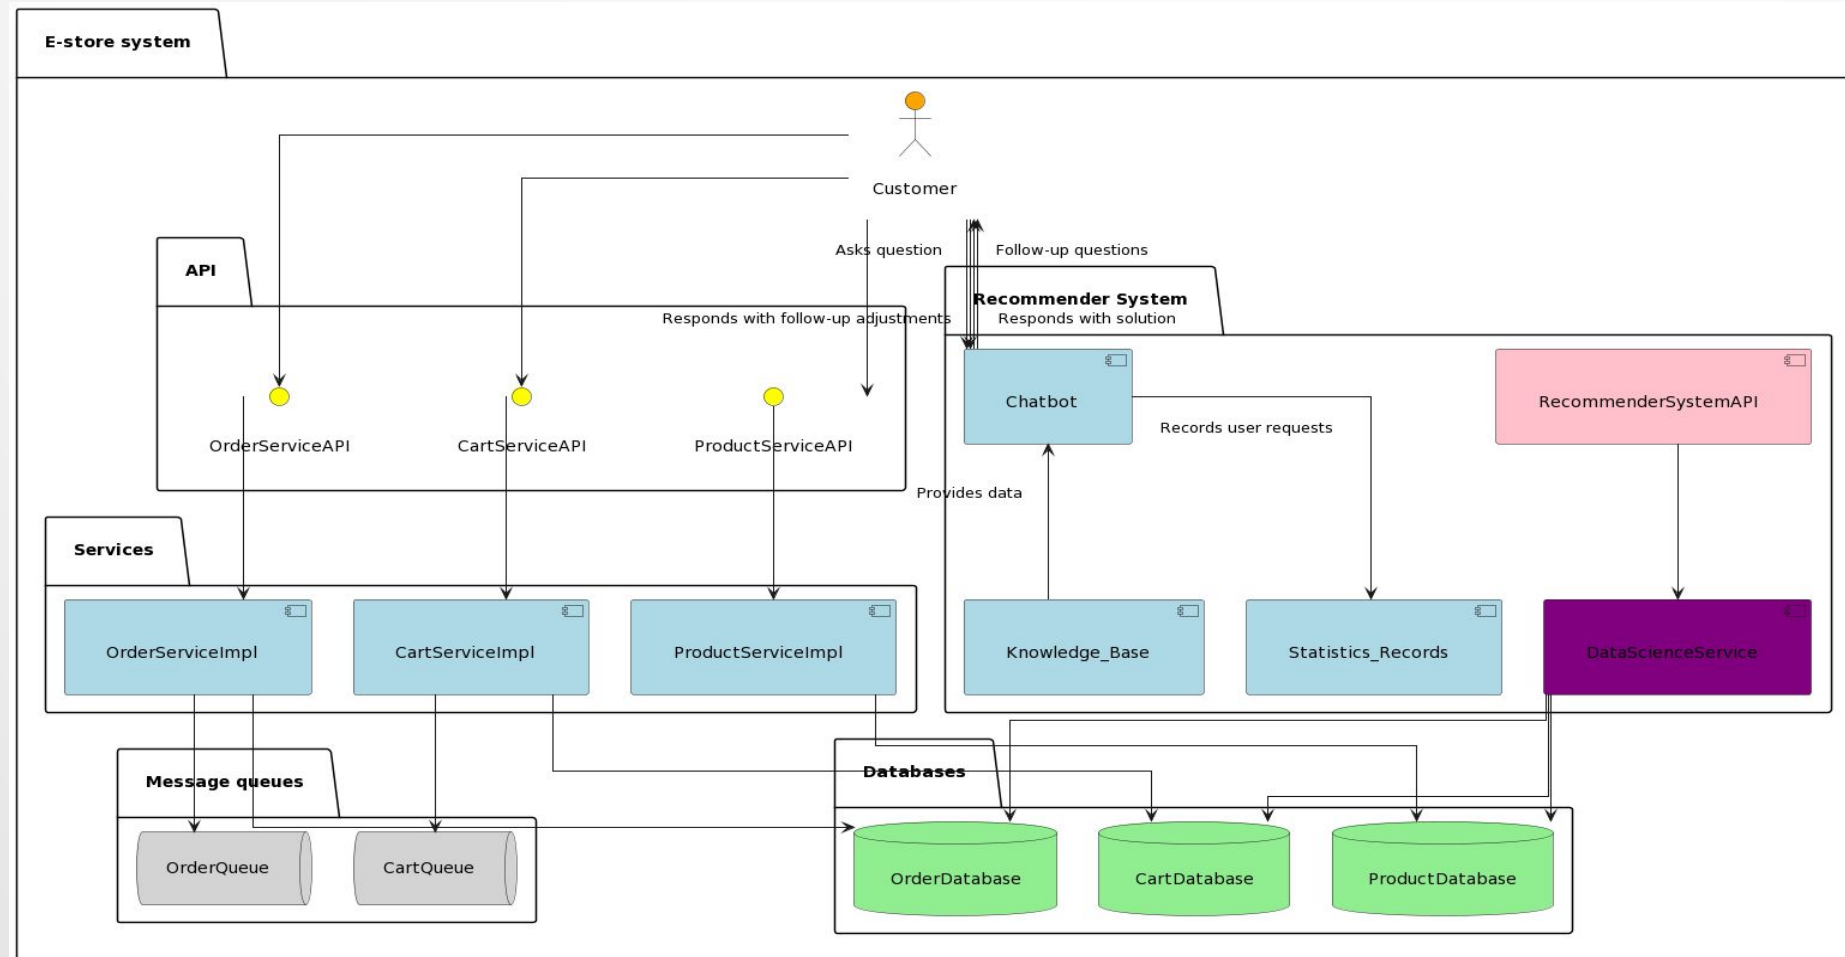 E-store system
Customer
Asks question
Follow-up questions
API
Recommender System
Responds with follow-up adjustments
Responds with solution
Chatbot
RecommenderSystemAPI
Records user requests
OrderServiceAPI
CartServiceAPI
ProductServiceAPI
Provides data
Services
OrderServiceImpl
CartServiceImpl
ProductServiceImpl
Knowledge_Base
Statistics_Records
DataScienceService
Message queues
Databases
OrderQueue
CartQueue
OrderDatabase
CartDatabase
ProductDatabase